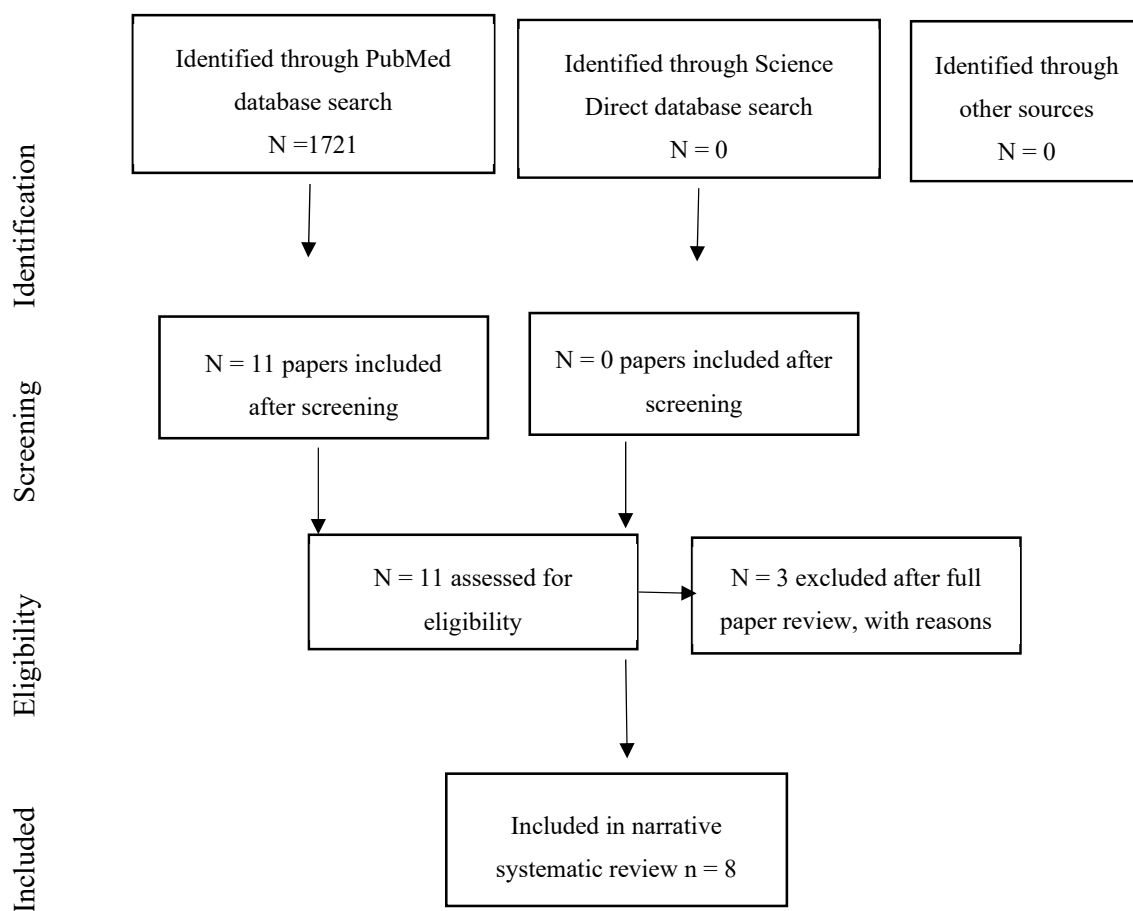 Identified through PubMed
database search
N =1721
Identified through Science
Direct database search
N = 0
Identified through
other sources
N = 0
Identification
N = 11 papers included
after screening
N = 0 papers included after
screening
Screening
N = 11 assessed for
eligibility
N = 3 excluded after full
paper review, with reasons
Eligibility
Included in narrative
systematic review n = 8
Included